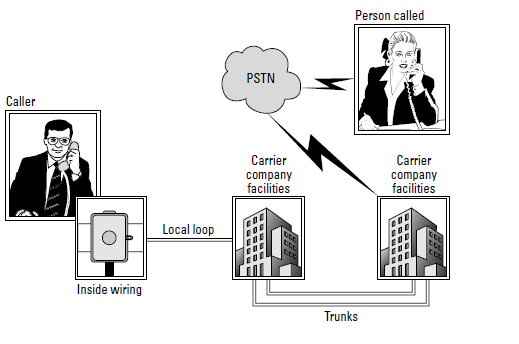 Person called
PSTN
Caller
Carrier
company
facilities
Carrier
company
facilities
Local loop
Inside wiring
Trunks